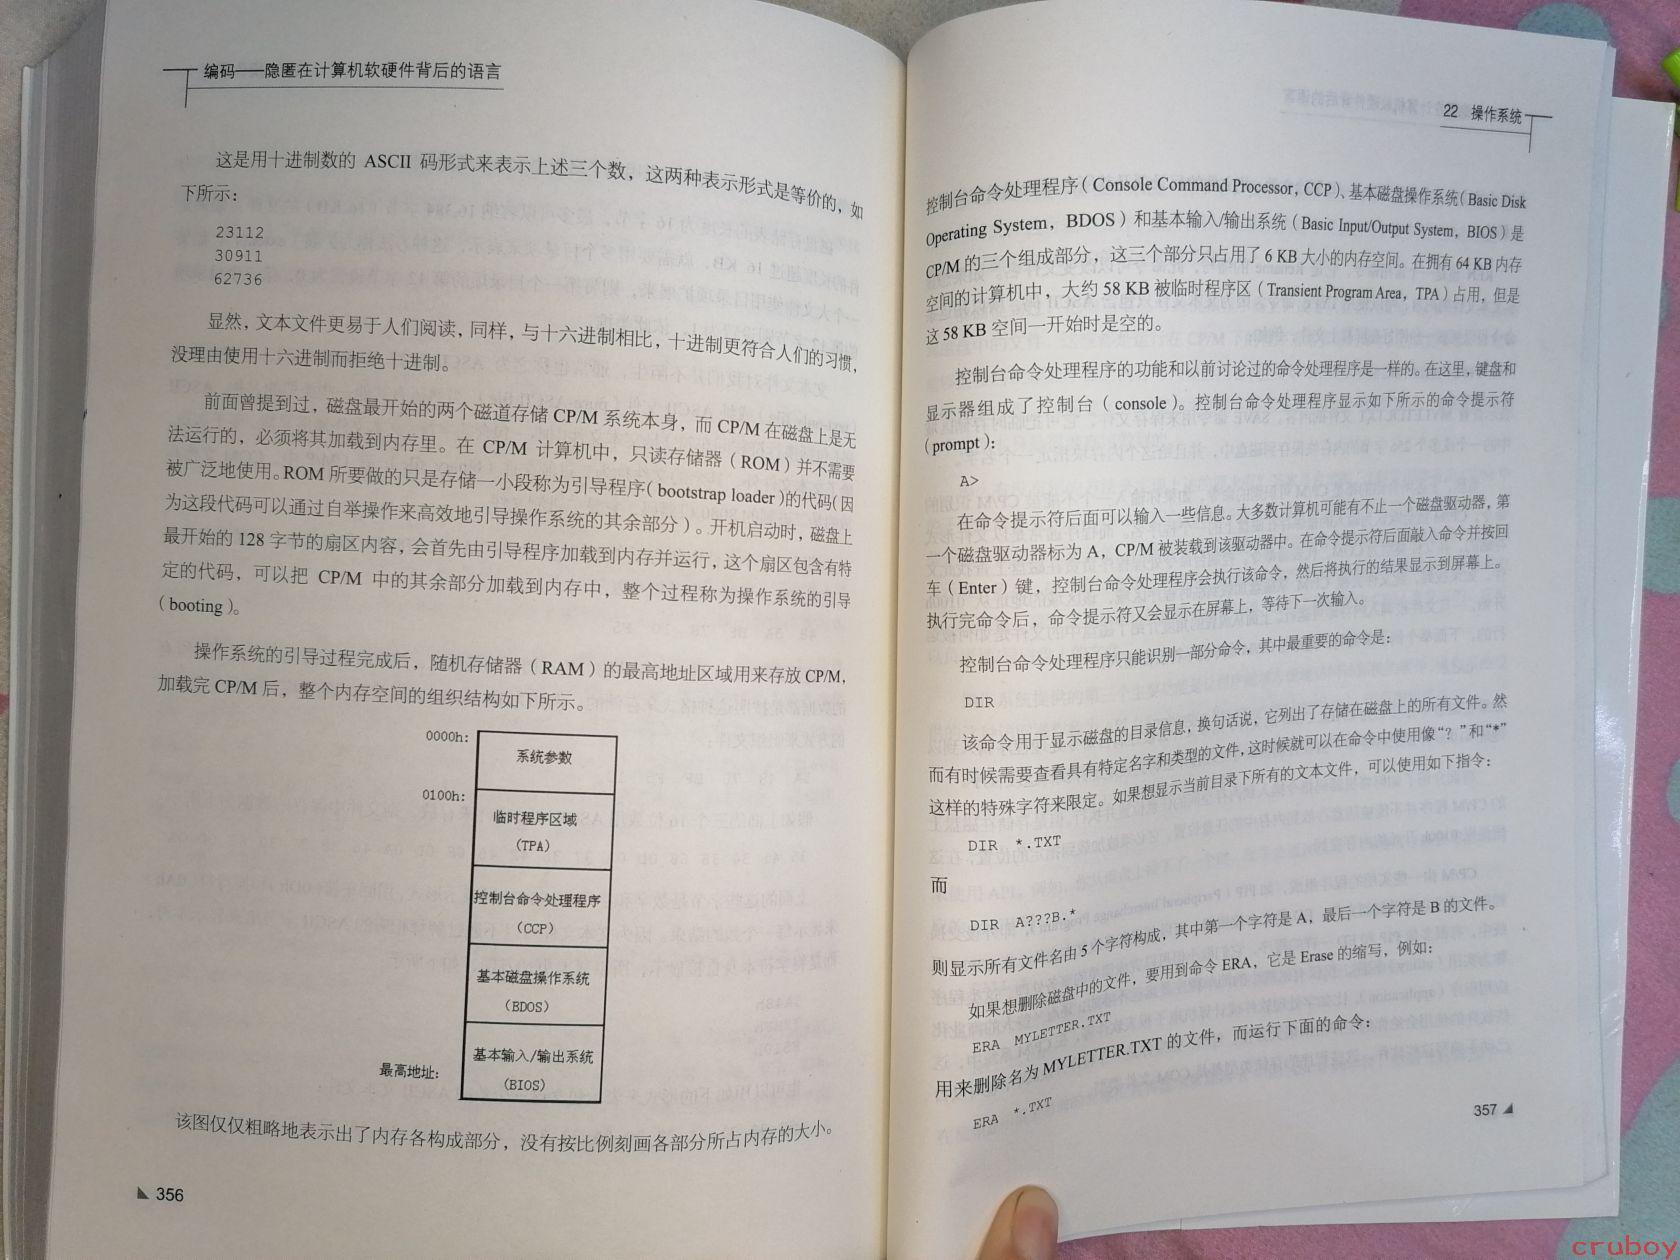 编码——隐匿在计算机软硬件背后的语言
这是用十进制数的 ASCII 码形式来表示上述三个数，这两种表示形式是等价的，如
下所示：
23112
30911
62736
显然，文本文件更易于人们阅读，同样，与十六进制相比，十进制更符合人们的习惯，
没理由使用十六进制而拒绝十进制。
前面曾提到过，磁盘最开始的两个磁道存储 CP/M 系统本身，而 CP/M 在磁盘上是无
法运行的，必须将其加载到内存里。在 CP/M 计算机中，只读存储器（ROM）并不需要
被广泛地使用。ROM 所要做的只是存储一小段称为引导程序（bootstrap loader）的代码（因
为这段代码可以通过自举操作来高效地引导操作系统的其余部分）。开机启动时，磁盘上
最开始的 128 字节的扇区内容，会首先由引导程序加载到内存并运行，这个扇区包含有特
定的代码，可以把 CP/M 中的其余部分加载到内存中，整个过程称为操作系统的引导
（booting）。
操作系统的引导过程完成后，随机存储器（RAM）的最高地址区域用来存放 CP/M，
加载完 CP/M 后，整个内存空间的组织结构如下所示。
0000h:
系统参数
0100h:
临时程序区域
（TPA）
控制台命令处理程序
（CCP）
基本磁盘操作系统
（BDOS）
基本输入/输出系统
最高地址：
（BIOS）
该图仅仅粗略地表示出了内存各构成部分，没有按比例刻画各部分所占内存的大小。
356
22 操作系统
控制台命令处理程序（Console Command Processor, CCP）、基本磁盘操作系统（Basic Disk
Operating System，BDOS）和基本输入/输出系统（Basic Input/Output System，BIOS）是
CP/M 的三个组成部分，这三个部分只占用了 6 KB 大小的内存空间。在拥有 64 KB 内存
空间的计算机中，大约 58 KB 被临时程序区（Transient Program Area，TPA）占用，但是
这 58 KB 空间一开始时是空的。
控制台命令处理程序的功能和以前讨论过的命令处理程序是一样的。在这里，键盘和
显示器组成了控制台（console）。控制台命令处理程序显示如下所示的命令提示符
（prompt）：
A>
在命令提示符后面可以输入一些信息。大多数计算机可能有不止一个磁盘驱动器，第
一个磁盘驱动器标为 A，CP/M 被装载到该驱动器中。在命令提示符后面敲入命令并按回
车（Enter）键，控制台命令处理程序会执行该命令，然后将执行的结果显示到屏幕上。
执行完命令后，命令提示符又会显示在屏幕上，等待下一次输入。
控制台命令处理程序只能识别一部分命令，其中最重要的命令是：
DIR
该命令用于显示磁盘的目录信息，换句话说，它列出了存储在磁盘上的所有文件。然
而有时候需要查看具有特定名字和类型的文件，这时候就可以在命令中使用像“？”和“*”
这样的特殊字符来限定。如果想显示当前目录下所有的文本文件，可以使用如下指令：
DIR *.TXT
而
DIR A???B.*
则显示所有文件名由 5 个字符构成，其中第一个字符是 A，最后一个字符是 B 的文件。
如果想删除磁盘中的文件，要用到命令 ERA，它是 Erase 的缩写，例如：
ERA MYLETTER.TXT
用来删除名为 MYLETTER.TXT 的文件，而运行下面的命令：
ERA *.TXT
357
cruboy